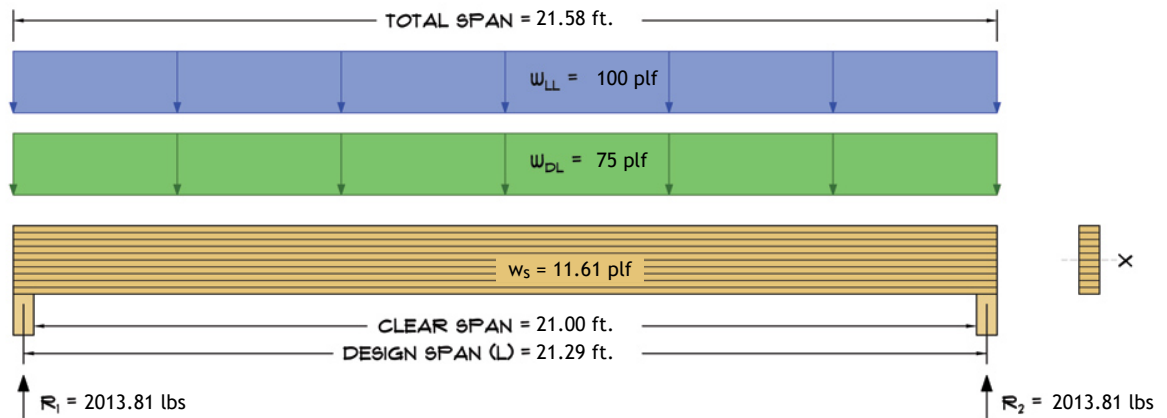 TOTAL SPAN = 21.58 ft.
WLL = 100 plf
WDL = 75 plf
ws = 11.61 plf
X
CLEAR SPAN = 21.00 ft.
DESIGN SPAN (L) = 21.29 ft.
R1 = 2013.81 lbs
R2 = 2013.81 lbs